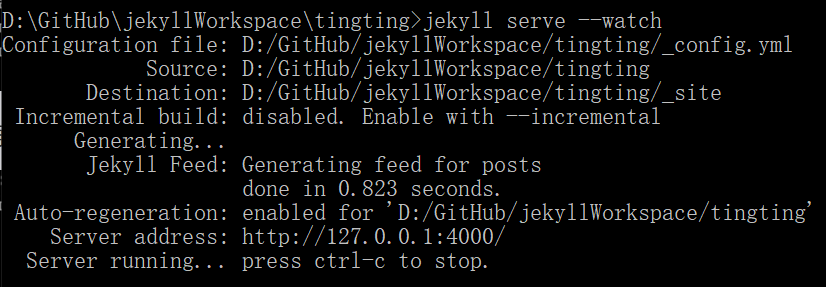 D:\GitHub\jekyllWorkspace\tingting>jekyll serve --watch
Configuration file: D:/GitHub/jekyllWorkspace/tingting/_config.yml
Source: D:/GitHub/jekyllWorkspace/tingting
Destination: D:/GitHub/jekyllWorkspace/tingting/_site
Incremental build: disabled. Enable with --incremental
Generating...
Jekyll Feed: Generating feed for posts
done in 0.823 seconds.
Auto-regeneration: enabled for 'D:/GitHub/jekyllWorkspace/tingting'
Server address: http://127.0.0.1:4000/
Server running... press ctrl-c to stop.